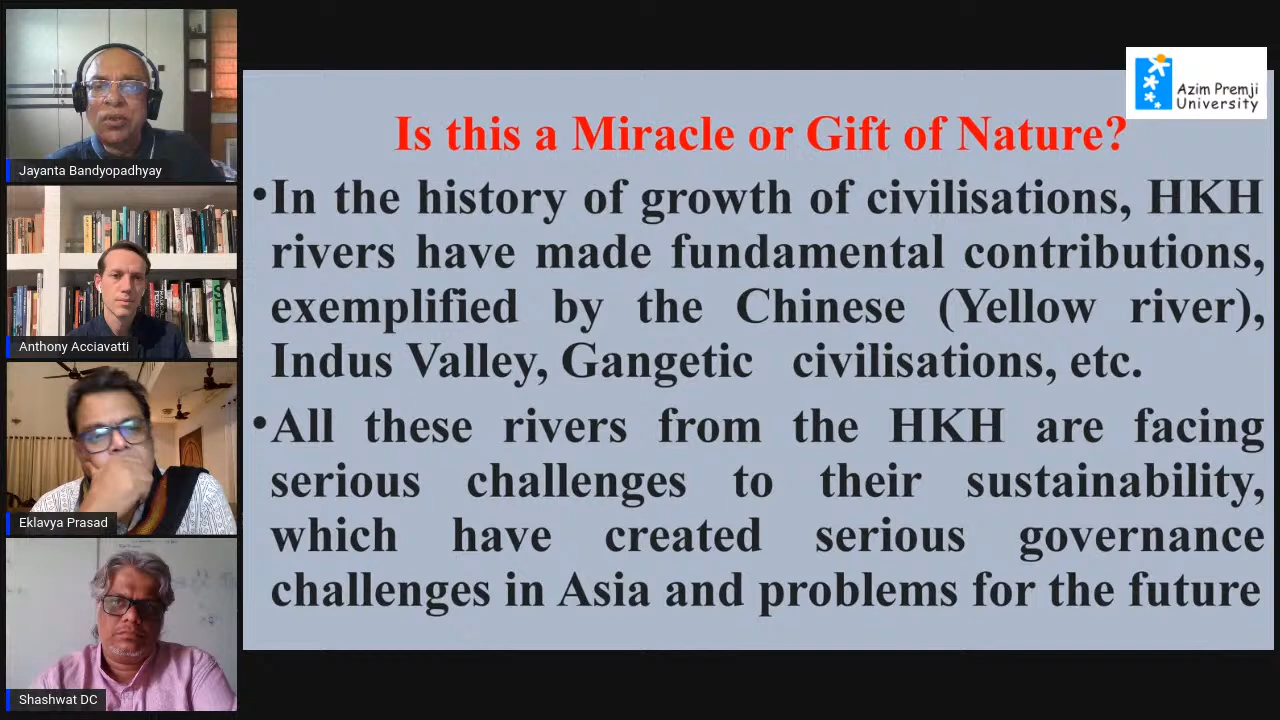 Azim Premji
University
Is this a Miracle or Gift of Nature?
•In the history of growth of civilisations, HKH
rivers have made fundamental contributions,
exemplified by the Chinese (Yellow river),
Indus Valley, Gangetic civilisations, etc.
•All these rivers from the HKH are facing
serious challenges to their sustainability,
which have created serious governance
challenges in Asia and problems for the future
Jayanta Bandyopadhyay
Anthony Acciavatti
Eklavya Prasad
Shashwat DC